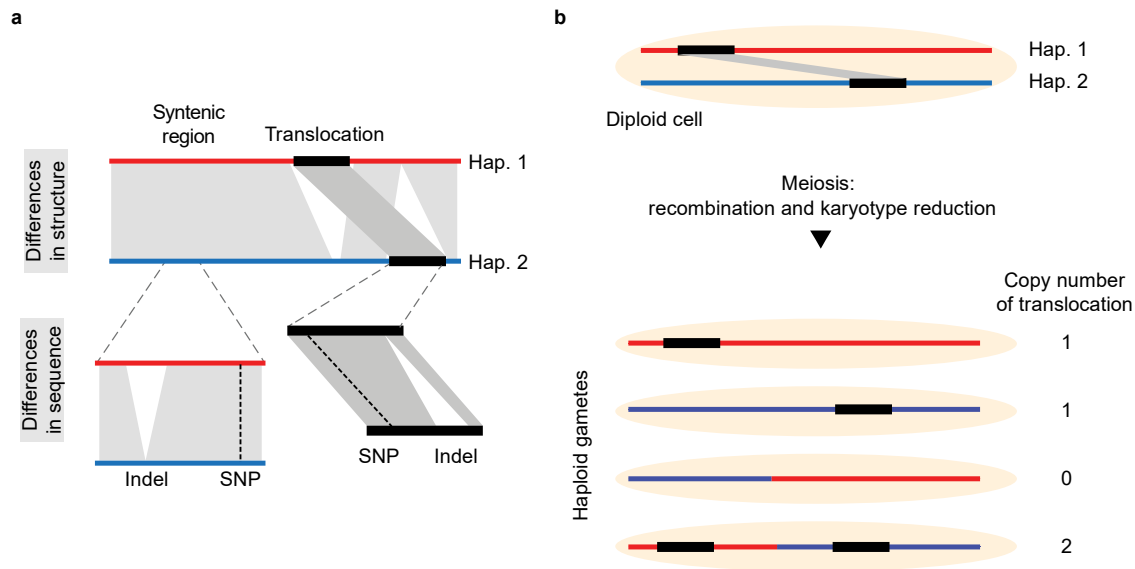 a
Syntenic
region
Translocation
Hap. 1
Differences
in structure
Hap. 2
Differences
in sequence
Indel
SNP
SNP
Indel
b
Hap. 1
Hap. 2
Diploid cell
Meiosis:
recombination and karyotype reduction
Copy number
of translocation
Haploid gametes
1
1
0
2